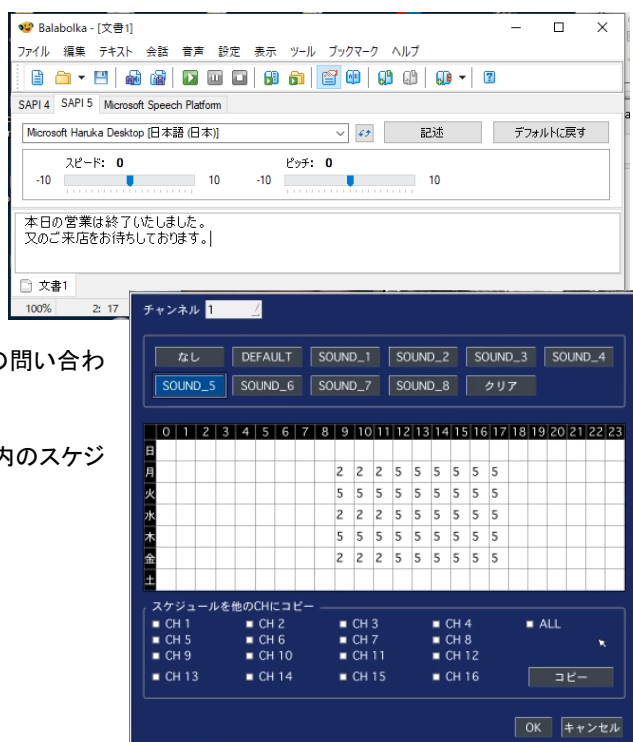 Balabolka - [文書1]
ファイル 編集 テキスト 会話 音声 設定 表示 ツール ブックマーク ヘルプ
SAPI 4 SAPI 5 Microsoft Speech Platform
Microsoft Haruka Desktop [日本語 (日本)] 記述 デフォルトに戻す
スピード: 0 ピッチ: 0
-10 10 -10 10
本日の営業は終了いたしました。
又のご来店をお待ちしております。
文書1
100% 2: 17
の問い合わ
内のスケジ
チャンネル 1
なし DEFAULT SOUND_1 SOUND_2 SOUND_3 SOUND_4
SOUND_5 SOUND_6 SOUND_7 SOUND_8 クリア
0 1 2 3 4 5 6 7 8 9 10 11 12 13 14 15 16 17 18 19 20 21 22 23
日
月 2 2 2 5 5 5 5 5 5
火 5 5 5 5 5 5 5 5 5
水 2 2 2 5 5 5 5 5 5
木 5 5 5 5 5 5 5 5 5
金 2 2 2 5 5 5 5 5 5
土
スケジュールを他のCHにコピー
CH 1 CH 2 CH 3 CH 4 ALL
CH 5 CH 6 CH 7 CH 8
CH 9 CH 10 CH 11 CH 12
CH 13 CH 14 CH 15 CH 16 コピー
OK キャンセル